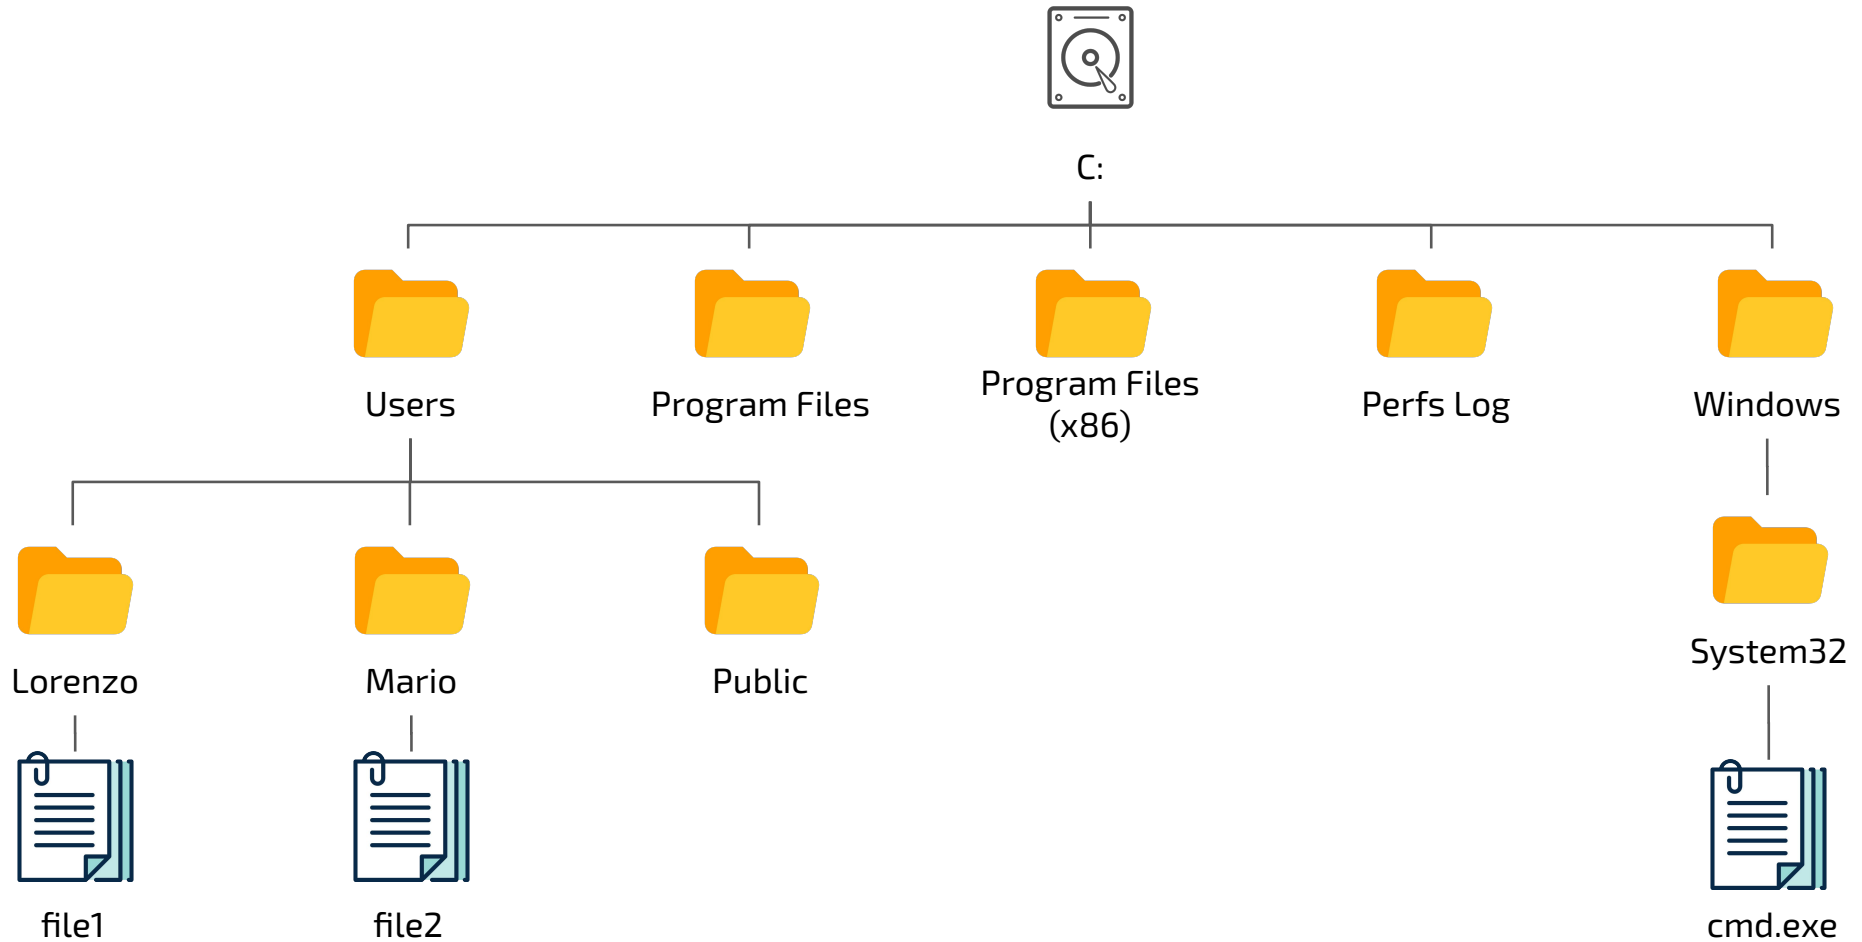 C:
Users
Program Files
Program Files
(x86)
Perfs Log
Windows
Lorenzo
Mario
Public
System32
file1
file2
cmd.exe